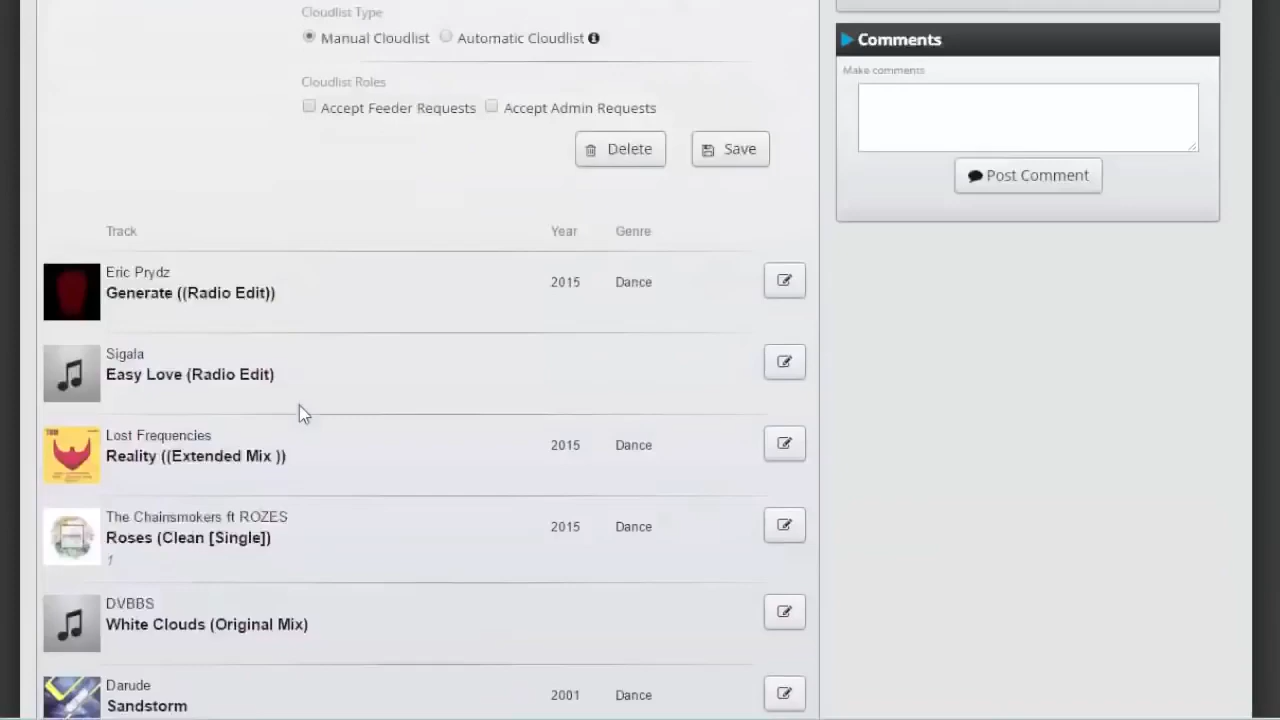 Cloudlist Type
Manual Cloudlist Automatic Cloudlist
Cloudlist Roles
Accept Feeder Requests Accept Admin Requests
Delete Save
Track Year Genre
Eric Prydz
Generate ((Radio Edit)) 2015 Dance
Sigala
Easy Love (Radio Edit)
Lost Frequencies
Reality ((Extended Mix )) 2015 Dance
The Chainsmokers ft ROZES
Roses (Clean [Single]) 2015 Dance
1
DVBBS
White Clouds (Original Mix)
Darude
Sandstorm 2001 Dance
Comments
Make comments
Post Comment